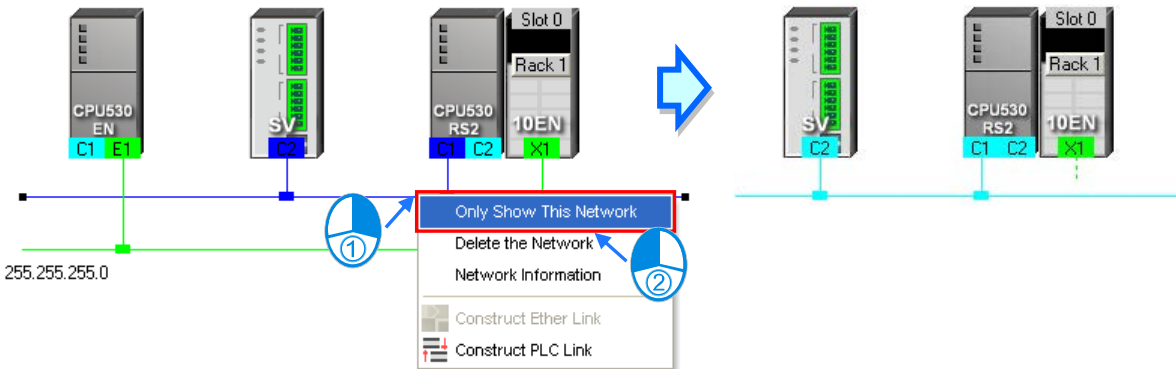 Slot 0
Rack 1
CPU530
EN
C1 E1
SV
C2
CPU530
RS2
C1 C2
10EN
X1
255.255.255.0
Only Show This Network
Delete the Network
Network Information
Construct Ether Link
Construct PLC Link
①
②
Slot 0
Rack 1
SV
C2
CPU530
RS2
C1 C2
10EN
X1